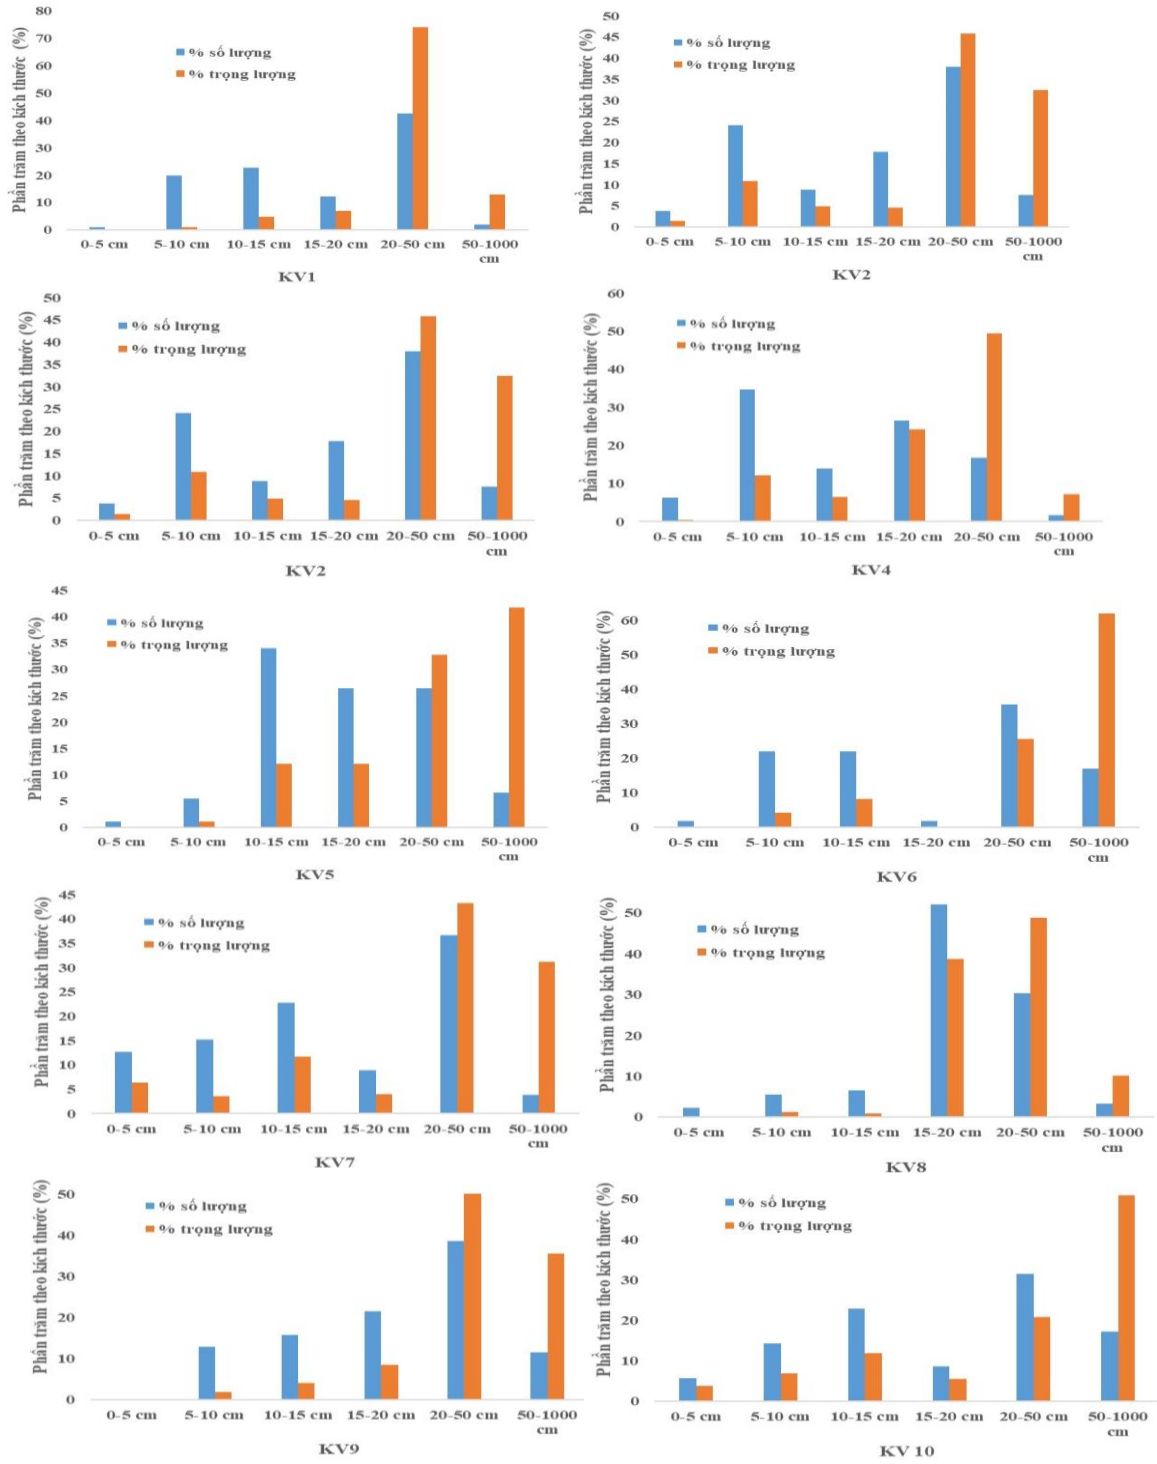 Phần trăm theo kích thước (%)
80
70
60
50
40
30
20
10
0
% số lượng
% trọng lượng
0-5 cm 5-10 cm 10-15 cm 15-20 cm 20-50 cm 50-1000
cm
KV1
Phần trăm theo kích thước (%)
50
45
40
35
30
25
20
15
10
5
0
% số lượng
% trọng lượng
0-5 cm 5-10 cm 10-15 cm 15-20 cm 20-50 cm 50-1000
cm
KV2
Phần trăm theo kích thước (%)
50
45
40
35
30
25
20
15
10
5
0
% số lượng
% trọng lượng
0-5 cm 5-10 cm 10-15 cm 15-20 cm 20-50 cm 50-1000
cm
KV2
Phần trăm theo kích thước (%)
60
50
40
30
20
10
0
% số lượng
% trọng lượng
0-5 cm 5-10 cm 10-15 cm 15-20 cm 20-50 cm 50-1000
cm
KV4
Phần trăm theo kích thước (%)
45
40
35
30
25
20
15
10
5
0
% số lượng
% trọng lượng
0-5 cm 5-10 cm 10-15 cm 15-20 cm 20-50 cm 50-1000
cm
KV5
Phần trăm theo kích thước (%)
60
50
40
30
20
10
0
% số lượng
% trọng lượng
0-5 cm 5-10 cm 10-15 cm 15-20 cm 20-50 cm 50-1000
cm
KV6
Phần trăm theo kích thước (%)
45
40
35
30
25
20
15
10
5
0
% số lượng
% trọng lượng
0-5 cm 5-10 cm 10-15 cm 15-20 cm 20-50 cm 50-1000
cm
KV7
Phần trăm theo kích thước (%)
50
40
30
20
10
0
% số lượng
% trọng lượng
0-5 cm 5-10 cm 10-15 cm 15-20 cm 20-50 cm 50-1000
cm
KV8
Phần trăm theo kích thước (%)
50
40
30
20
10
0
% số lượng
% trọng lượng
0-5 cm 5-10 cm 10-15 cm 15-20 cm 20-50 cm 50-1000
cm
KV9
Phần trăm theo kích thước (%)
50
40
30
20
10
0
% số lượng
% trọng lượng
0-5 cm 5-10 cm 10-15 cm 15-20 cm 20-50 cm 50-1000
cm
KV 10